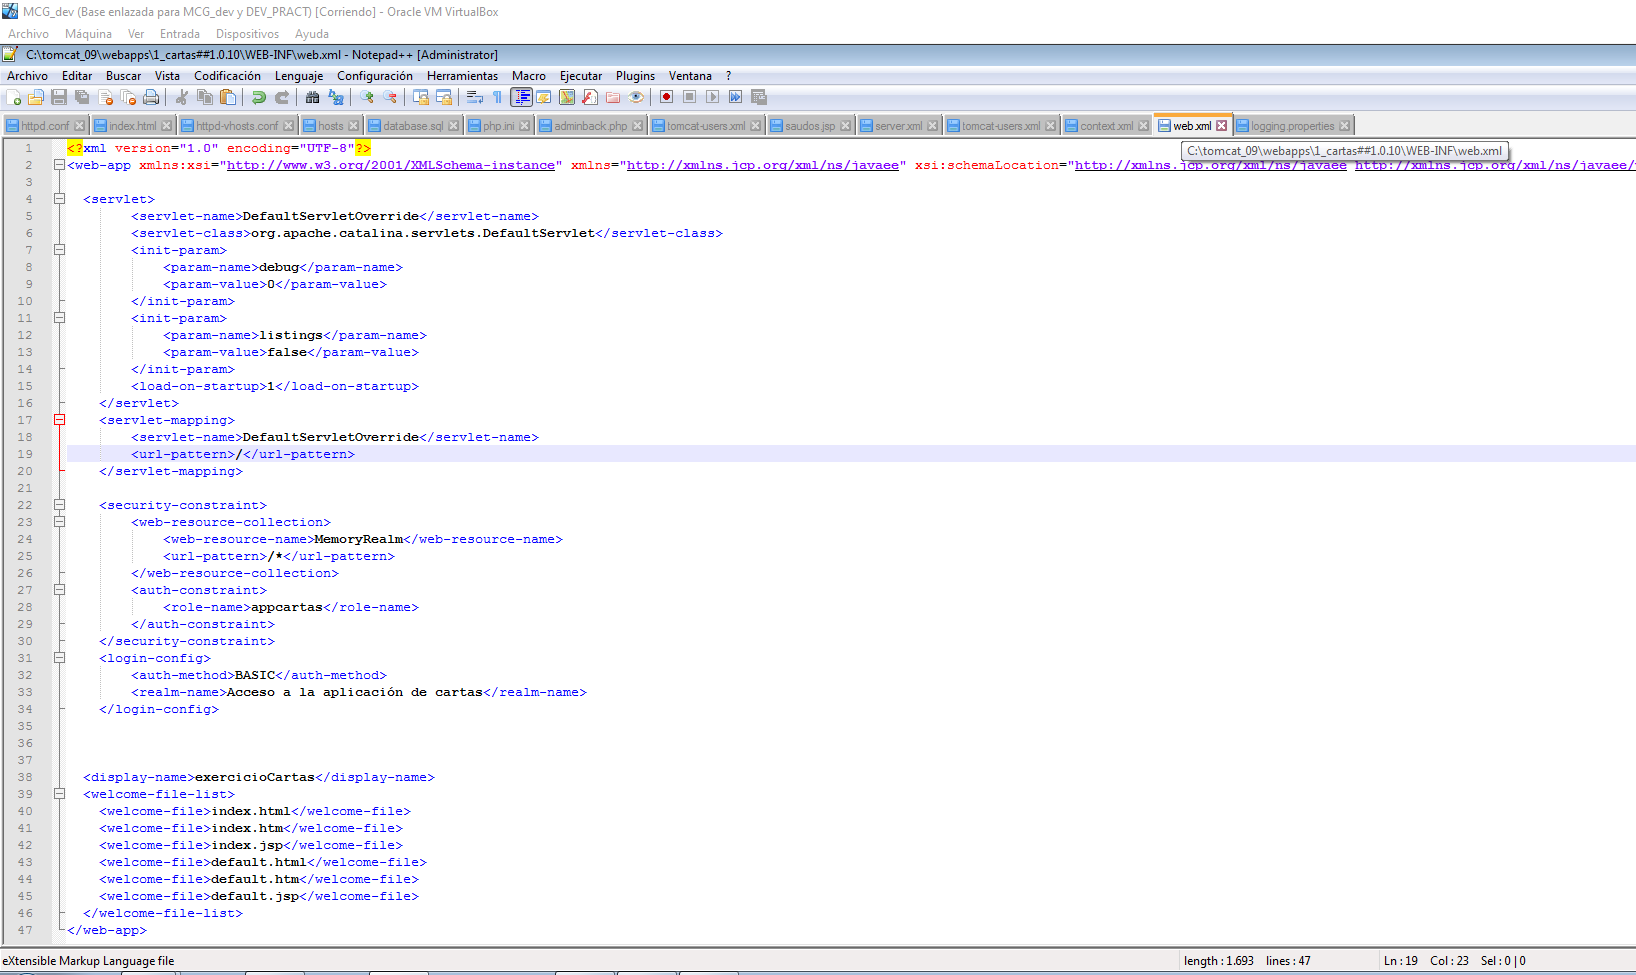 MCG_dev (Base enlazada para MCG_dev y DEV_PRACT) [Corriendo] - Oracle VM VirtualBox
Archivo Máquina Ver Entrada Dispositivos Ayuda
C:\tomcat_09\webapps\1_cartas##1.0.10\WEB-INF\web.xml - Notepad++ [Administrator]
Archivo Editar Buscar Vista Codificación Lenguaje Configuración Herramientas Macro Ejecutar Plugins Ventana ?
httpd.conf index.html httpd-vhosts.conf hosts database.sql php.ini adminback.php tomcat-users.xml saudos.jsp server.xml tomcat-users.xml context.xml web.xml logging.properties
C:\tomcat_09\webapps\1_cartas##1.0.10\WEB-INF\web.xml
1 <?xml version="1.0" encoding="UTF-8"?>
2 <web-app xmlns:xsi="http://www.w3.org/2001/XMLSchema-instance" xmlns="http://xmlns.jcp.org/xml/ns/javaee" xsi:schemaLocation="http://xmlns.jcp.org/xml/ns/javaee http://xmlns.jcp.org/xml/ns/javaee/
3
4 <servlet>
5 <servlet-name>DefaultServletOverride</servlet-name>
6 <servlet-class>org.apache.catalina.servlets.DefaultServlet</servlet-class>
7 <init-param>
8 <param-name>debug</param-name>
9 <param-value>0</param-value>
10 </init-param>
11 <init-param>
12 <param-name>listings</param-name>
13 <param-value>false</param-value>
14 </init-param>
15 <load-on-startup>1</load-on-startup>
16 </servlet>
17 <servlet-mapping>
18 <servlet-name>DefaultServletOverride</servlet-name>
19 <url-pattern>/</url-pattern>
20 </servlet-mapping>
21
22 <security-constraint>
23 <web-resource-collection>
24 <web-resource-name>MemoryRealm</web-resource-name>
25 <url-pattern>/*</url-pattern>
26 </web-resource-collection>
27 <auth-constraint>
28 <role-name>appcartas</role-name>
29 </auth-constraint>
30 </security-constraint>
31 <login-config>
32 <auth-method>BASIC</auth-method>
33 <realm-name>Acceso a la aplicación de cartas</realm-name>
34 </login-config>
35
36
37
38 <display-name>exercicioCartas</display-name>
39 <welcome-file-list>
40 <welcome-file>index.html</welcome-file>
41 <welcome-file>index.htm</welcome-file>
42 <welcome-file>index.jsp</welcome-file>
43 <welcome-file>default.html</welcome-file>
44 <welcome-file>default.htm</welcome-file>
45 <welcome-file>default.jsp</welcome-file>
46 </welcome-file-list>
47 </web-app>
eXtensible Markup Language file length : 1.693 lines : 47 Ln : 19 Col : 23 Sel : 0 | 0